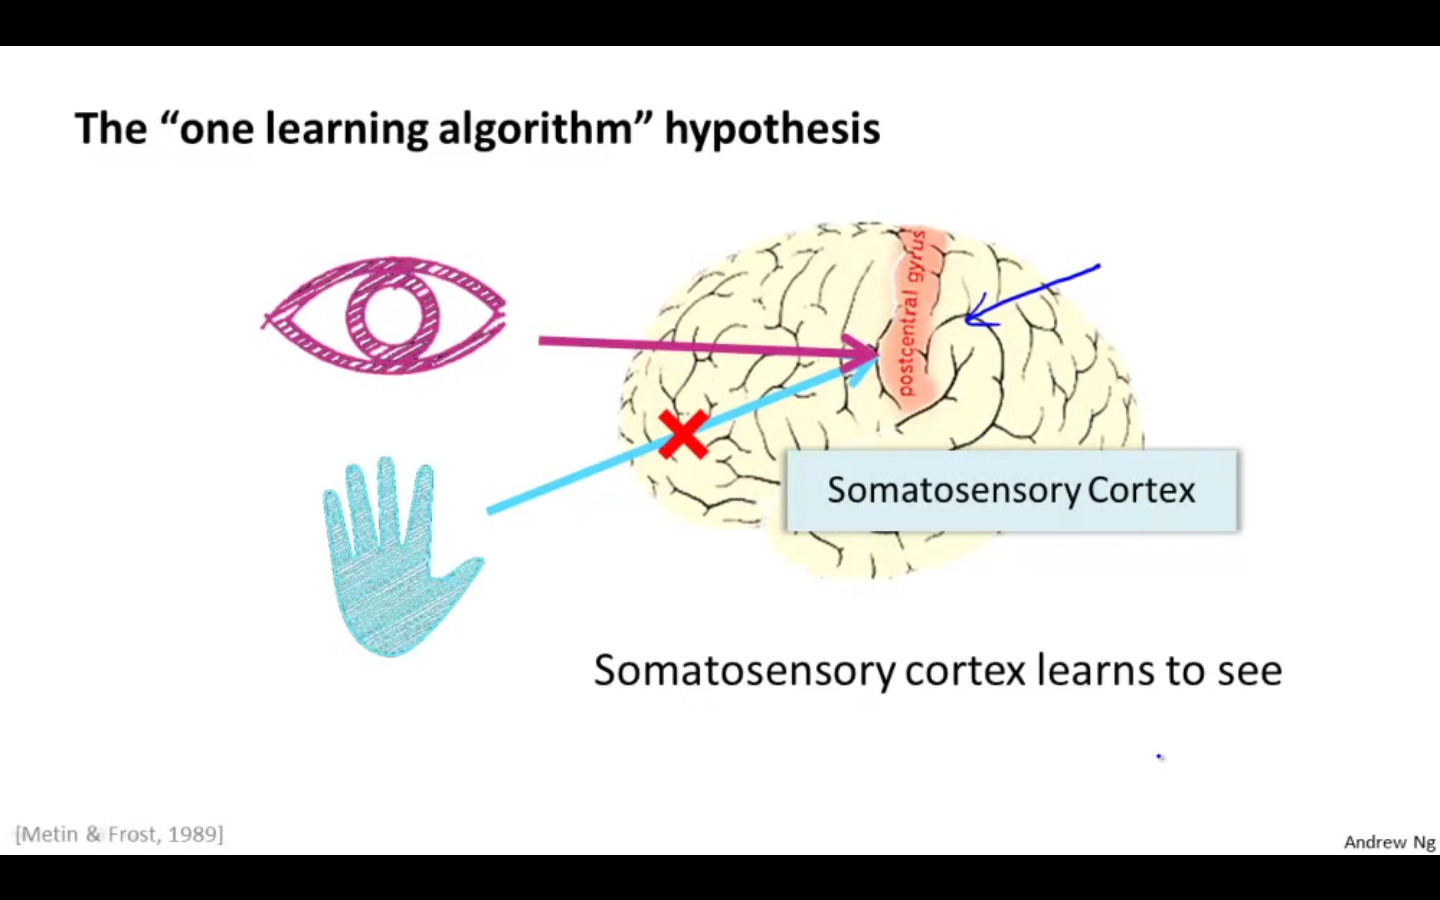 The “one learning algorithm” hypothesis
postcentral gyrus
Somatosensory Cortex
Somatosensory cortex learns to see
[Metin & Frost, 1989]
Andrew Ng